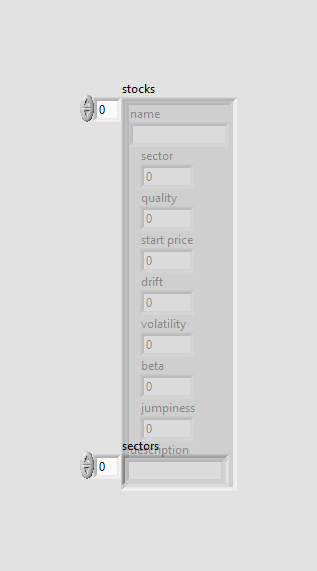 stocks
0
name
sector
0
quality
0
start price
0
drift
0
volatility
0
beta
0
jumpiness
0
sectors
description
0